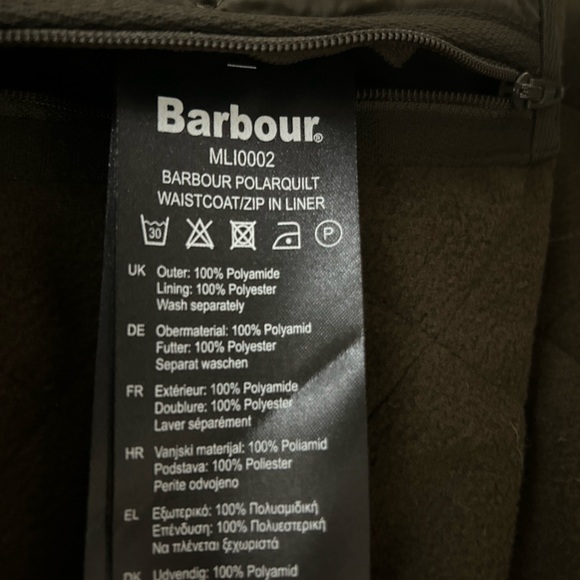 Barbour®
MLI0002
BARBOUR POLARQUILT
WAISTCOAT/ZIP IN LINER
30 P
UK Outer: 100% Polyamide
Lining: 100% Polyester
Wash separately
DE Obermaterial: 100% Polyamid
Futter: 100% Polyester
Separat waschen
FR Extérieur: 100% Polyamide
Doublure: 100% Polyester
Laver séparément
HR Vanjski materijal: 100% Poliamid
Podstava: 100% Poliester
Perite odvojeno
EL Εξωτερικό: 100% Πολυαμιδική
Επένδυση: 100% Πολυεστερική
Να πλένεται ξεχωριστά
DK Udvendig: 100% Polyamid